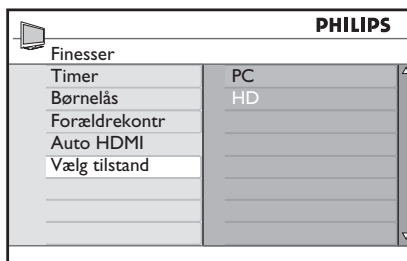 PHILIPS
Finesser
Timer
Børnelås
Forældrekontr
Auto HDMI
Vælg tilstand
PC
HD